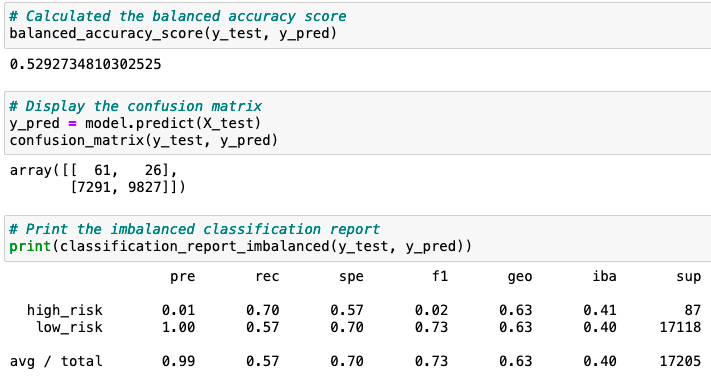 # Calculated the balanced accuracy score
balanced_accuracy_score(y_test, y_pred)
0.5292734810302525
# Display the confusion matrix
y_pred = model.predict(X_test)
confusion_matrix(y_test, y_pred)
array([[  61,   26],
       [7291, 9827]])
# Print the imbalanced classification report
print(classification_report_imbalanced(y_test, y_pred))
pre rec spe f1 geo iba sup
high_risk 0.01 0.70 0.57 0.02 0.63 0.41 87
low_risk 1.00 0.57 0.70 0.73 0.63 0.40 17118
avg / total 0.99 0.57 0.70 0.73 0.63 0.40 17205